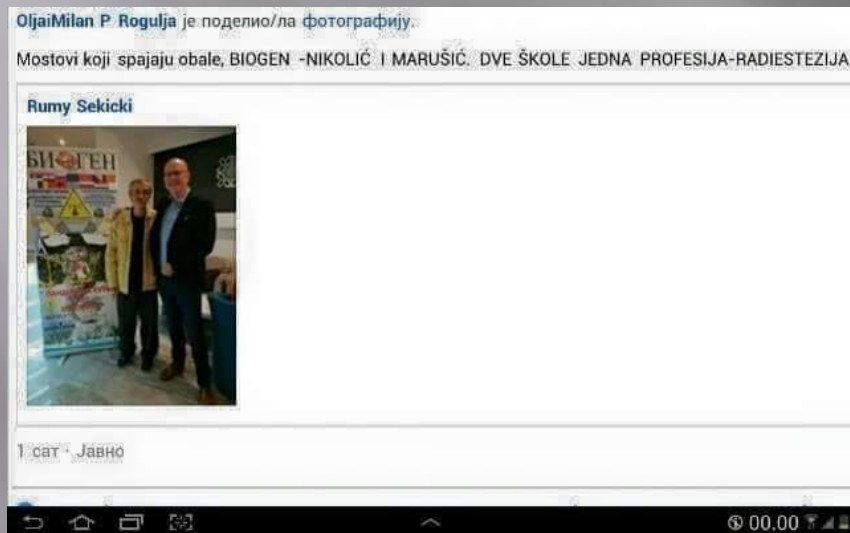 OljaiMilan P Rogulja је поделио/ла фотографију.
Mostovi koji spajaju obale, BIOGEN -NIKOLIĆ I MARUŠIĆ. DVE ŠKOLE JEDNA PROFESIJA-RADIESTEZIJA
Rumy Sekicki
БИОГЕН
1 сат · Јавно
00.00